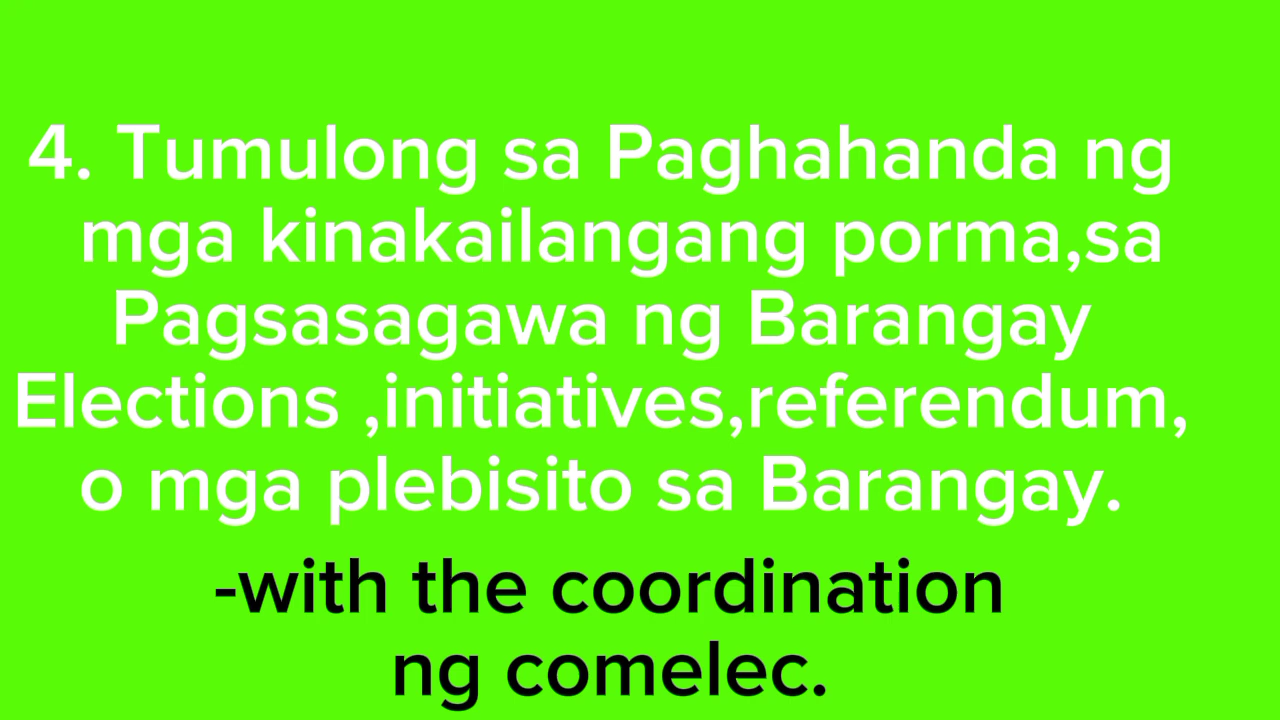 4. Tumulong sa Paghahanda ng
mga kinakailangang porma,sa
Pagsasagawa ng Barangay
Elections ,initiatives,referendum,
o mga plebisito sa Barangay.
-with the coordination
ng comelec.